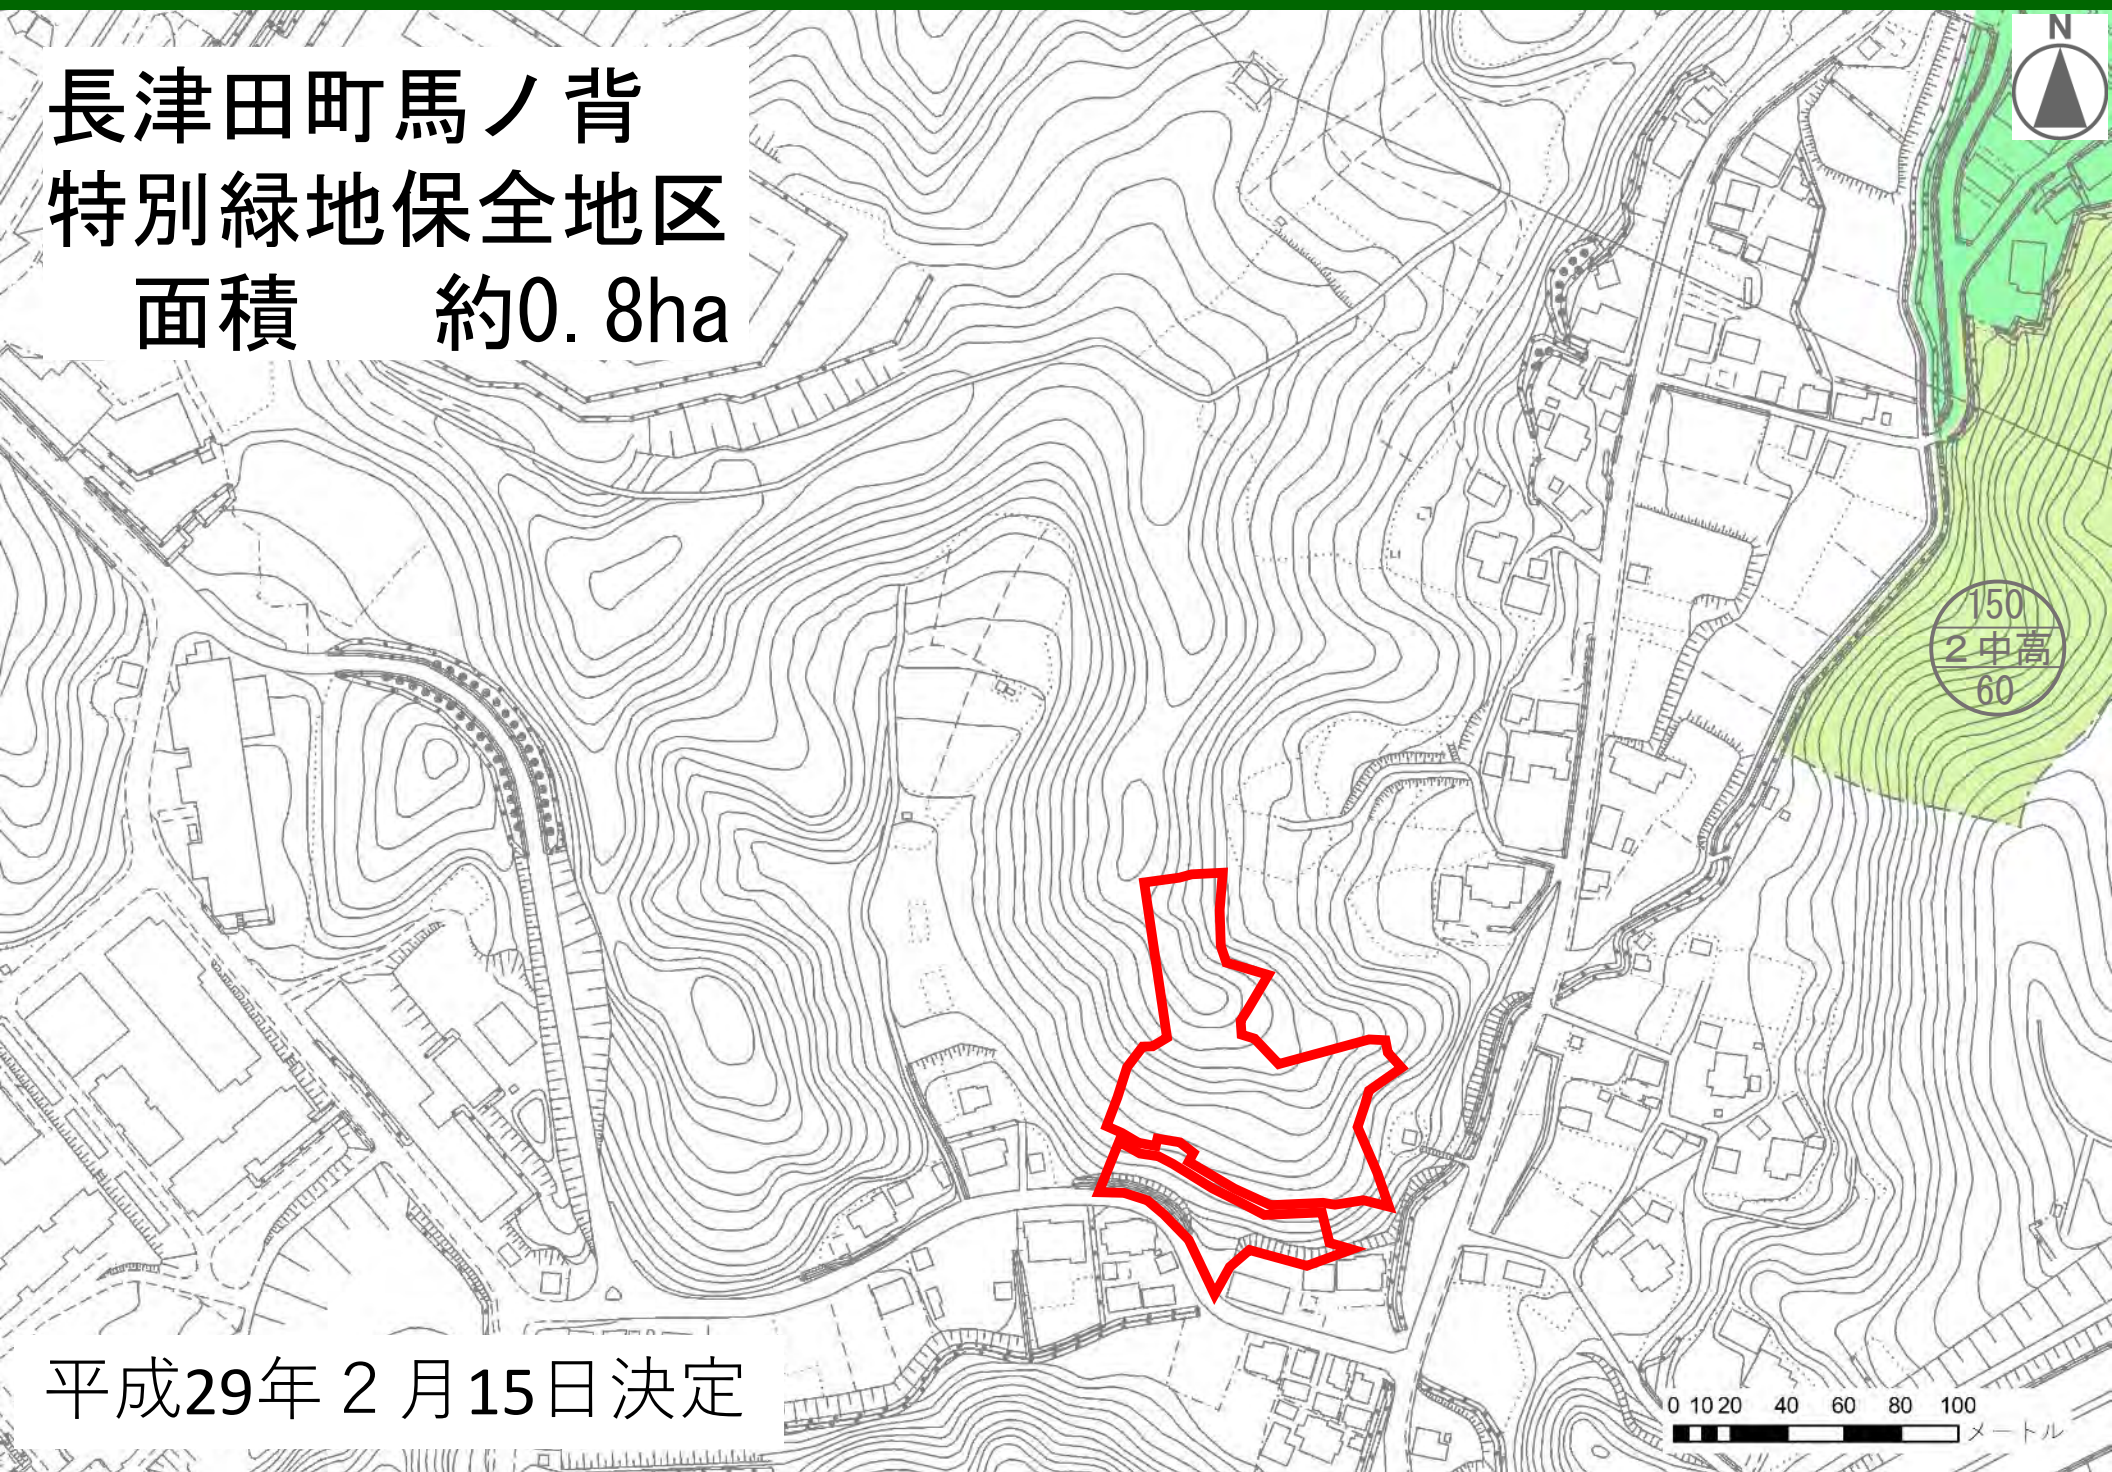 長津田町馬ノ背
特別緑地保全地区
面積　　約0.8ha
N
150
２中高
60
平成29年２月15日決定
0 10 20 40 60 80 100
メートル